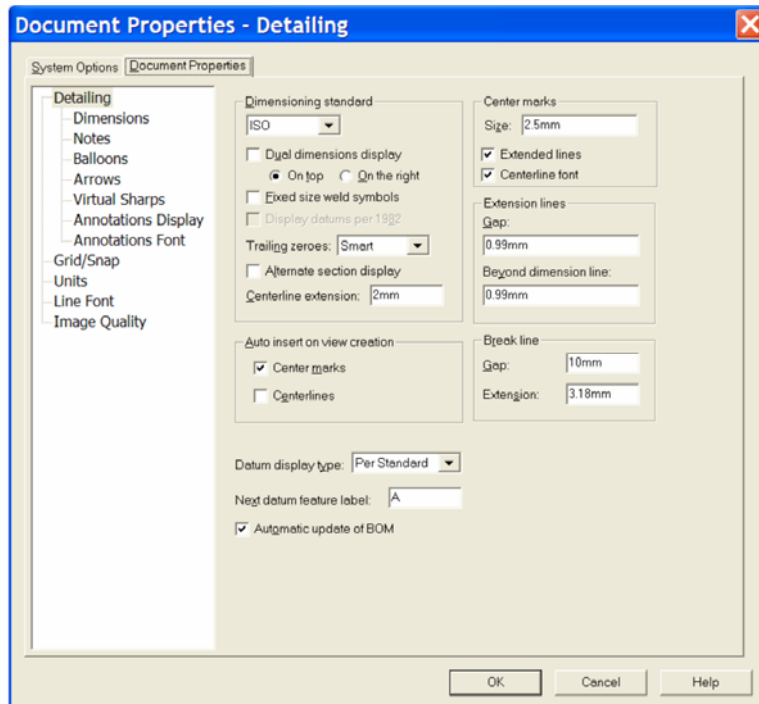 Document Properties - Detailing
System Options
Document Properties
Detailing
Dimensions
Notes
Balloons
Arrows
Virtual Sharps
Annotations Display
Annotations Font
Grid/Snap
Units
Line Font
Image Quality
Dimensioning standard
ISO
Dual dimensions display
On top
On the right
Fixed size weld symbols
Display datums per 1982
Trailing zeroes: Smart
Alternate section display
Centerline extension: 2mm
Auto insert on view creation
Center marks
Centerlines
Center marks
Size: 2.5mm
Extended lines
Centerline font
Extension lines
Gap:
0.99mm
Beyond dimension line:
0.99mm
Break line
Gap: 10mm
Extension: 3.18mm
Datum display type: Per Standard
Next datum feature label: A
Automatic update of BOM
OK
Cancel
Help